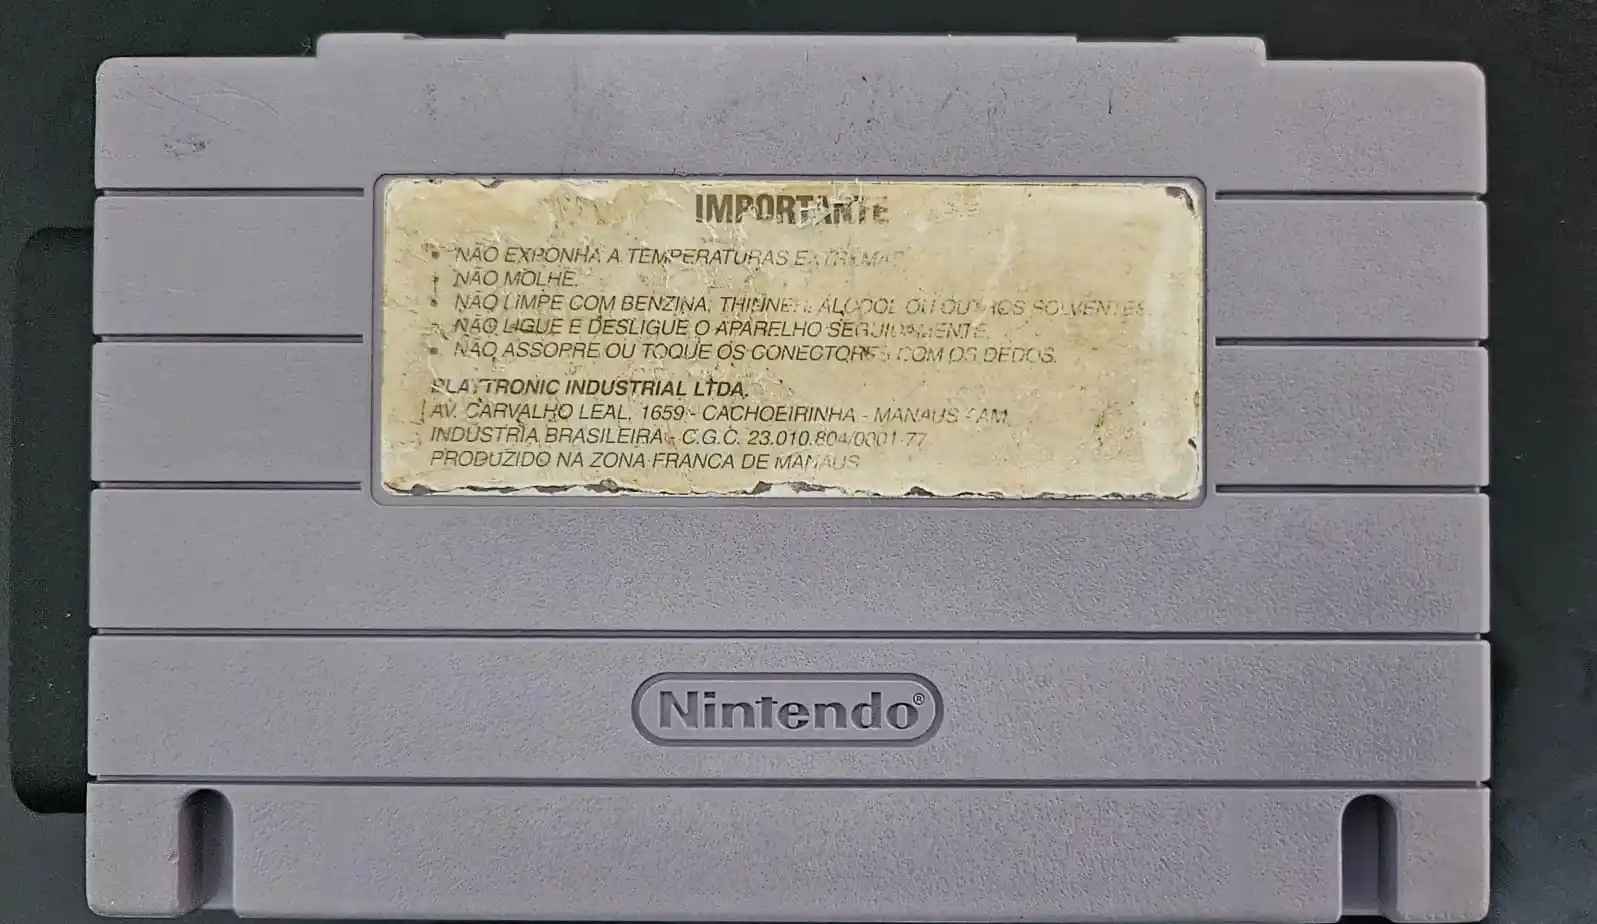 IMPORTANTE
• NÃO EXPONHA A TEMPERATURAS EXTREMAS
• NÃO MOLHE.
• NÃO LIMPE COM BENZINA, THINNER, ÁLCOOL OU OUTROS SOLVENTES.
• NÃO LIGUE E DESLIGUE O APARELHO SEGUIDAMENTE.
• NÃO ASSOPRE OU TOQUE OS CONECTORES COM OS DEDOS.
PLAYTRONIC INDUSTRIAL LTDA.
AV. CARVALHO LEAL, 1659 - CACHOEIRINHA - MANAUS - AM
INDÚSTRIA BRASILEIRA - C.G.C. 23.010.804/0001-77
PRODUZIDO NA ZONA FRANCA DE MANAUS
Nintendo®